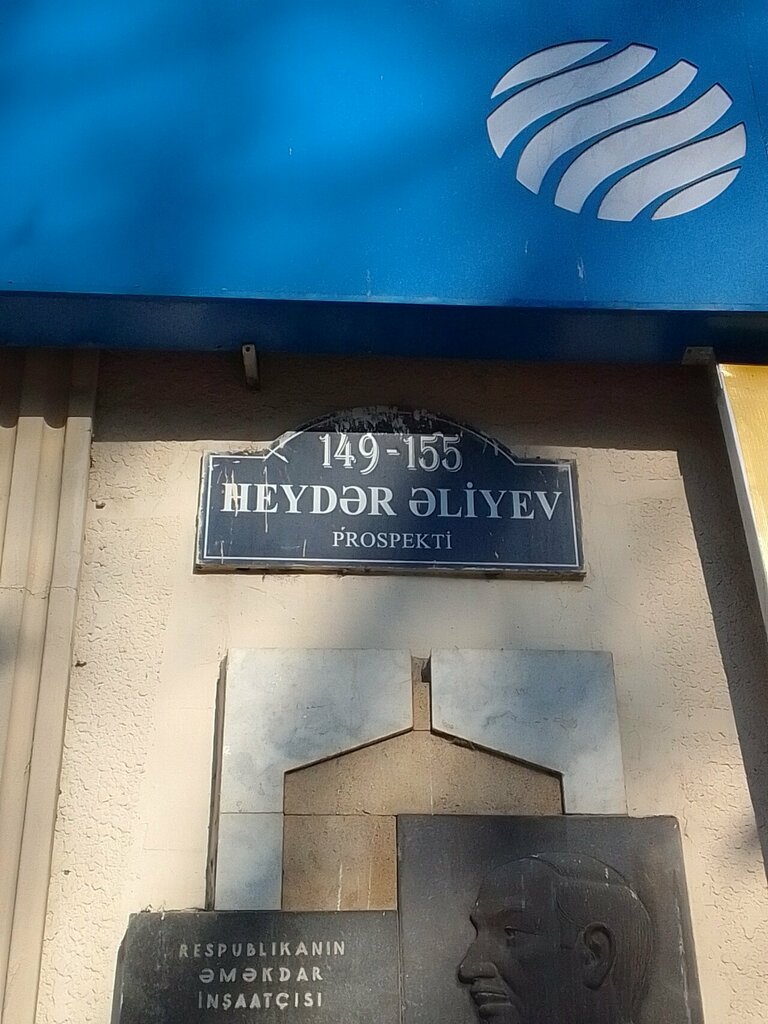 149-155
HEYDƏR ƏLİYEV
PROSPEKTİ
RESPUBLİKANIN
ƏMƏKDAR
İNŞAATÇISI